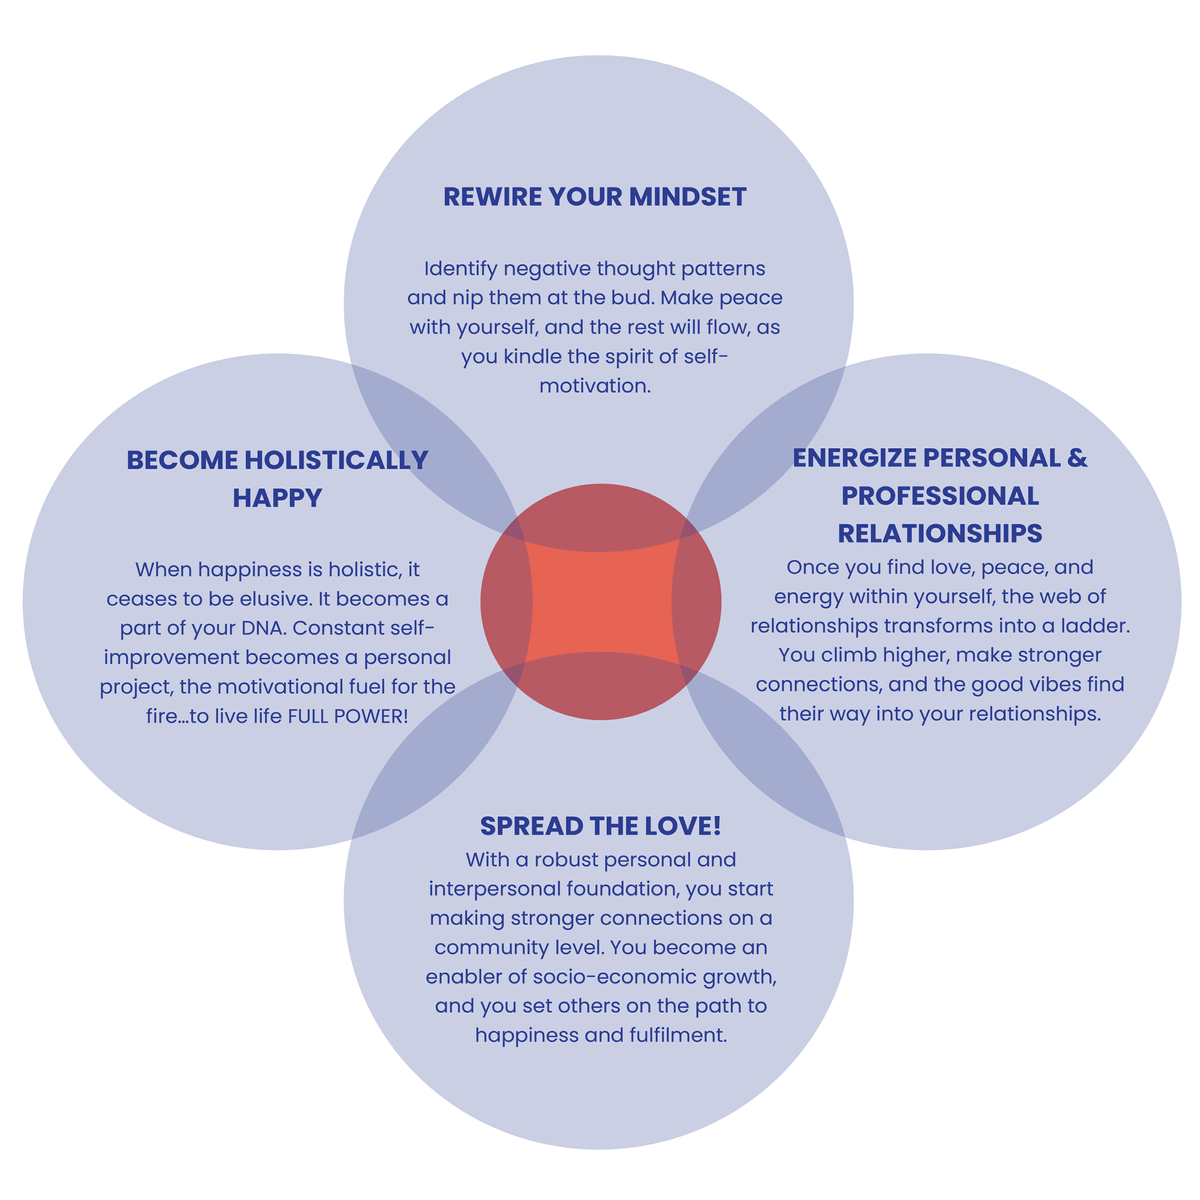 REWIRE YOUR MINDSET
Identify negative thought patterns
and nip them at the bud. Make peace
with yourself, and the rest will flow, as
you kindle the spirit of self-
motivation.
BECOME HOLISTICALLY
HAPPY
When happiness is holistic, it
ceases to be elusive. It becomes a
part of your DNA. Constant self-
improvement becomes a personal
project, the motivational fuel for the
fire...to live life FULL POWER!
ENERGIZE PERSONAL &
PROFESSIONAL
RELATIONSHIPS
Once you find love, peace, and
energy within yourself, the web of
relationships transforms into a ladder.
You climb higher, make stronger
connections, and the good vibes find
their way into your relationships.
SPREAD THE LOVE!
With a robust personal and
interpersonal foundation, you start
making stronger connections on a
community level. You become an
enabler of socio-economic growth,
and you set others on the path to
happiness and fulfilment.